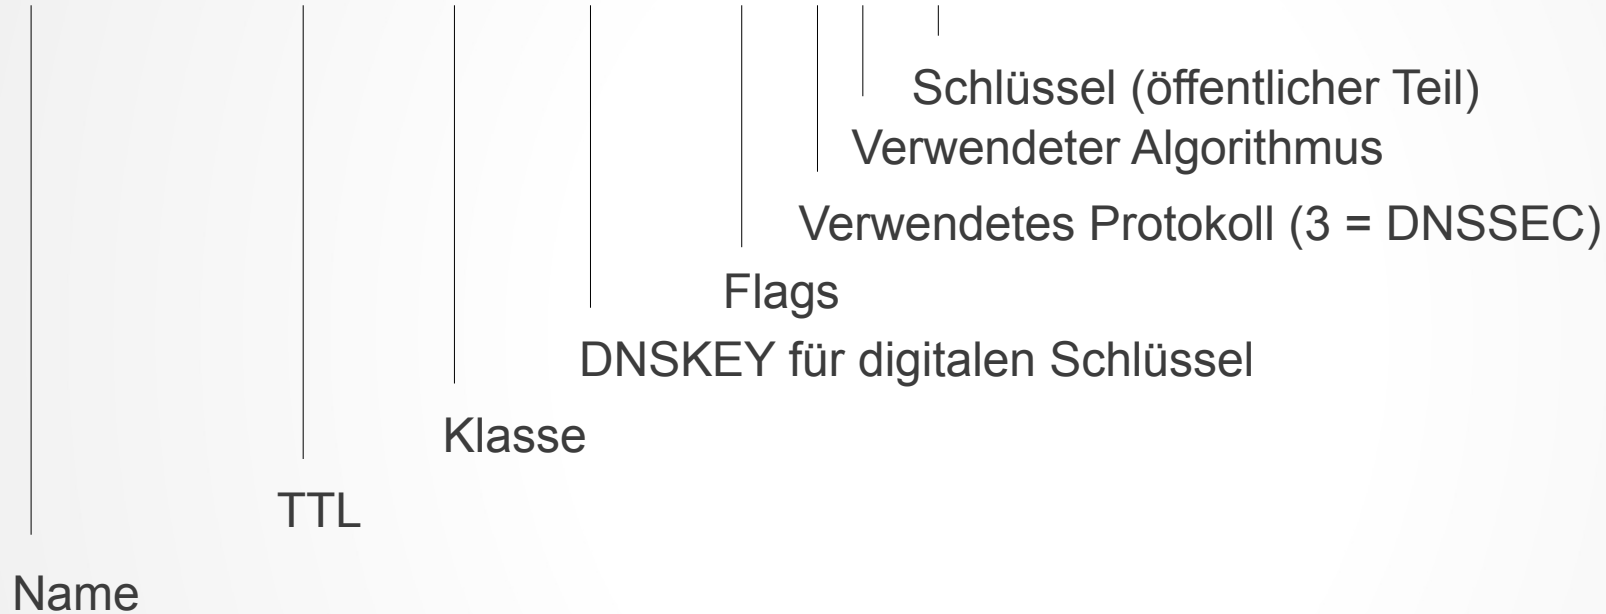 Schlüssel (öffentlicher Teil)
Verwendeter Algorithmus
Verwendetes Protokoll (3 = DNSSEC)
Flags
DNSKEY für digitalen Schlüssel
Klasse
TTL
Name